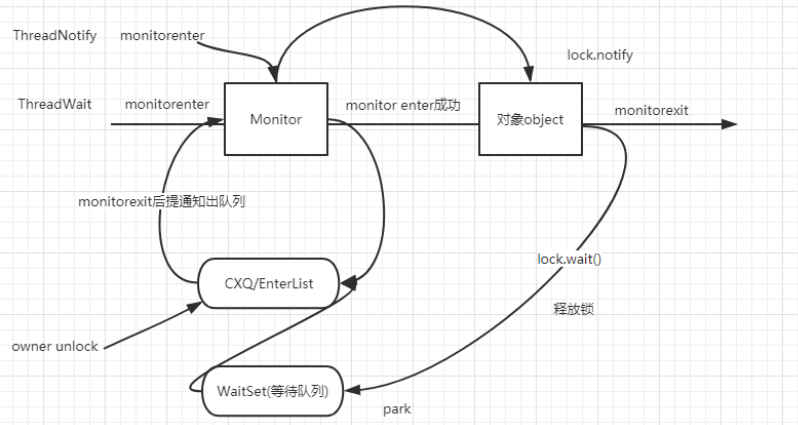 ThreadNotify monitorenter
lock.notify
ThreadWait monitorenter
Monitor
monitor enter成功
对象object
monitorexit
monitorexit后提通知出队列
lock.wait()
CXQ/EnterList
释放锁
owner unlock
WaitSet(等待队列)
park